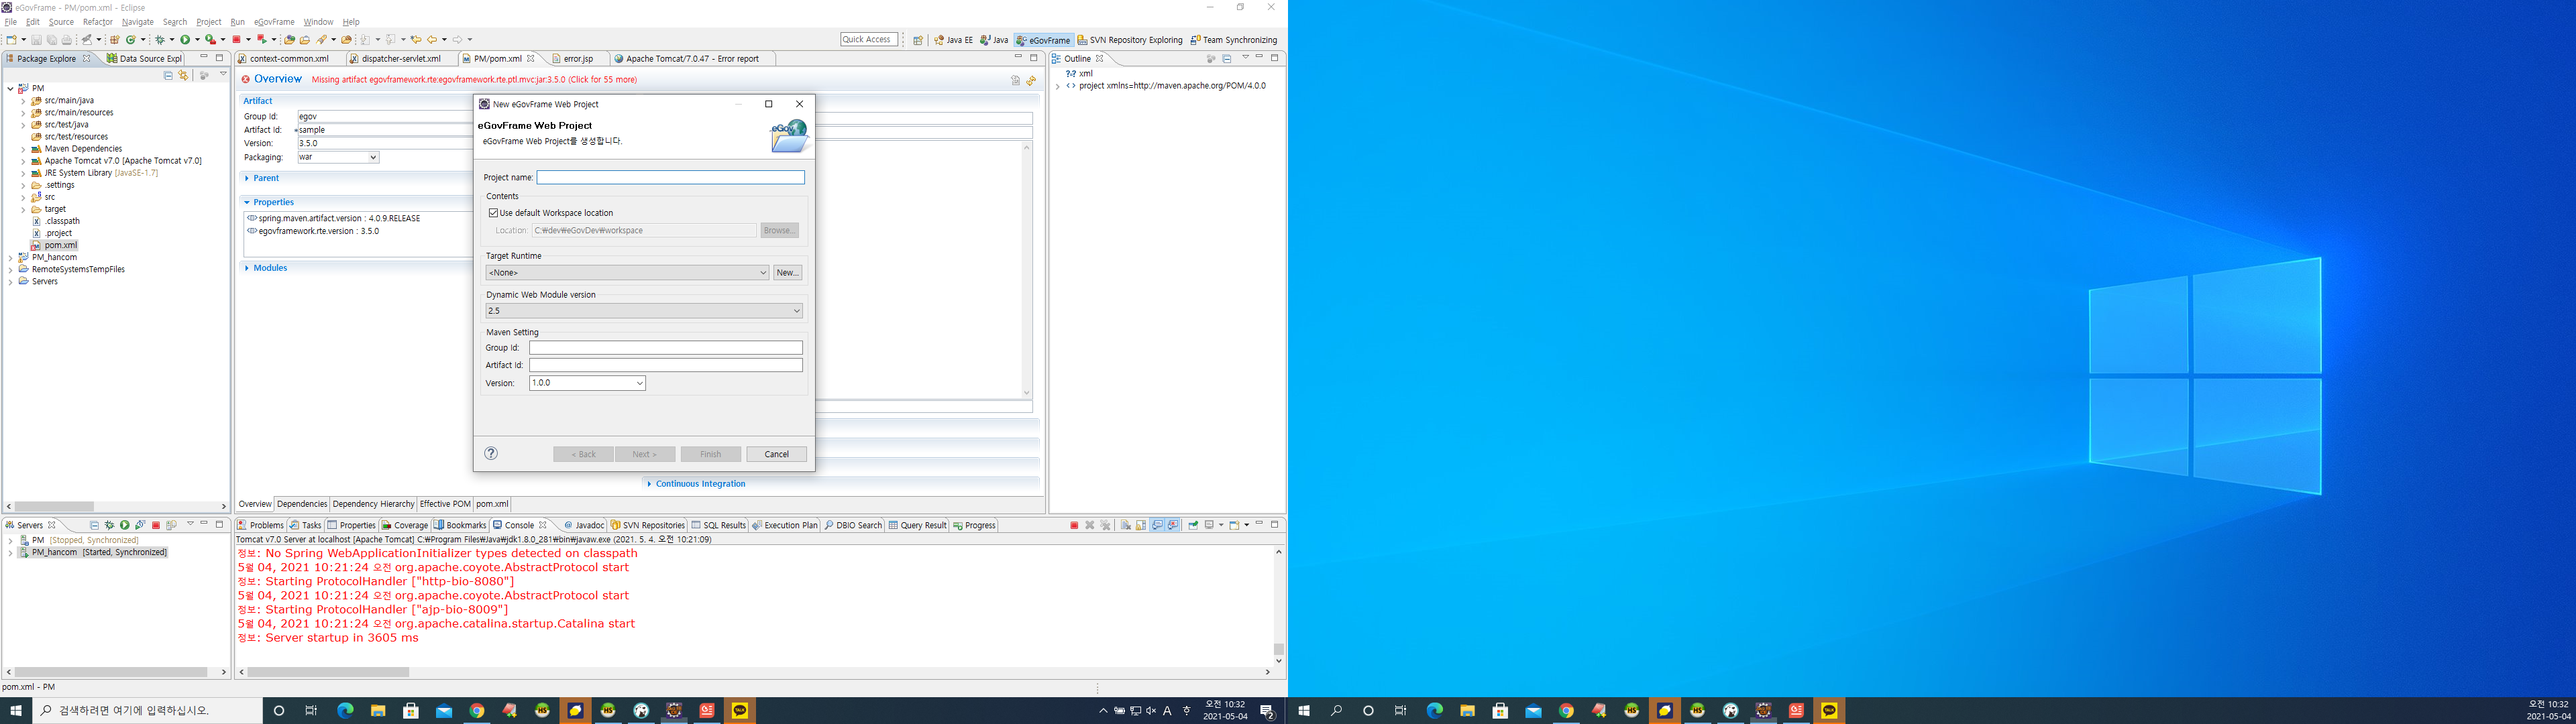 eGovFrame - PM/pom.xml - Eclipse
File Edit Source Refactor Navigate Search Project Run eGovFrame Window Help
Quick Access
Java EE Java eGovFrame SVN Repository Exploring Team Synchronizing
Package Explore Data Source Expl
PM
src/main/java
src/main/resources
src/test/java
src/test/resources
Maven Dependencies
Apache Tomcat v7.0 [Apache Tomcat v7.0]
JRE System Library [JavaSE-1.7]
.settings
src
target
.classpath
.project
pom.xml
PM_hancom
RemoteSystemsTempFiles
Servers
context-common.xml dispatcher-servlet.xml PM/pom.xml error.jsp Apache Tomcat/7.0.47 - Error report
Overview Missing artifact egovframework.rte:egovframework.rte.ptl.mvc:jar:3.5.0 (Click for 55 more)
Artifact
Group Id: egov
Artifact Id: *sample
Version: 3.5.0
Packaging: war
Parent
Properties
spring.maven.artifact.version : 4.0.9.RELEASE
egovframework.rte.version : 3.5.0
Modules
New eGovFrame Web Project
eGovFrame Web Project
eGovFrame Web Project를 생성합니다.
eGov
Project name:
Contents
Use default Workspace location
Location: C:₩dev₩eGovDev₩workspace Browse...
Target Runtime
<None> New...
Dynamic Web Module version
2.5
Maven Setting
Group Id:
Artifact Id:
Version: 1.0.0
< Back Next > Finish Cancel
Continuous Integration
Overview Dependencies Dependency Hierarchy Effective POM pom.xml
Outline
xml
project xmlns=http://maven.apache.org/POM/4.0.0
Servers
PM [Stopped, Synchronized]
PM_hancom [Started, Synchronized]
Problems Tasks Properties Coverage Bookmarks Console Javadoc SVN Repositories SQL Results Execution Plan DBIO Search Query Result Progress
Tomcat v7.0 Server at localhost [Apache Tomcat] C:₩Program Files₩Java₩jdk1.8.0_281₩bin₩javaw.exe (2021. 5. 4. 오전 10:21:09)
정보: No Spring WebApplicationInitializer types detected on classpath
5월 04, 2021 10:21:24 오전 org.apache.coyote.AbstractProtocol start
정보: Starting ProtocolHandler ["http-bio-8080"]
5월 04, 2021 10:21:24 오전 org.apache.coyote.AbstractProtocol start
정보: Starting ProtocolHandler ["ajp-bio-8009"]
5월 04, 2021 10:21:24 오전 org.apache.catalina.startup.Catalina start
정보: Server startup in 3605 ms
pom.xml - PM
검색하려면 여기에 입력하십시오.
A
오전 10:32
2021-05-04
2
오전 10:32
2021-05-04